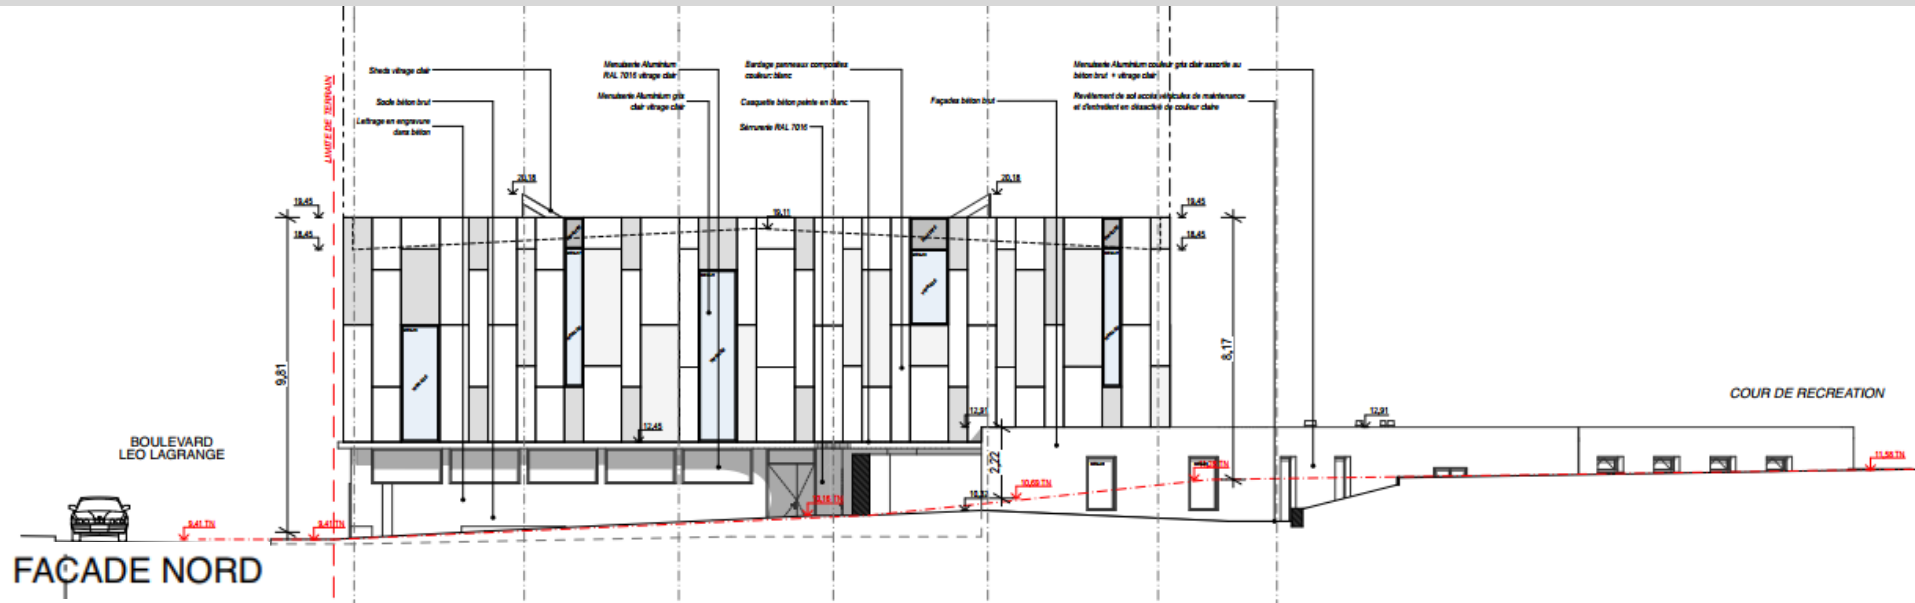 Sheds vitrage clair
Socle béton brut
Lettrage en engravure
dans béton
LIMITE DE TERRAIN
Menuiserie Aluminium
RAL 7016 vitrage clair
Menuiserie Aluminium gris
clair vitrage clair
Bardage panneaux composites
couleur: blanc
Casquette béton peinte en blanc
Serrurerie RAL 7016
Façades béton brut
Menuiserie Aluminium couleur gris clair assortie au
béton brut + vitrage clair
Revêtement de sol accès véhicules de maintenance
et d'entretien en désactivé de couleur claire
20,18
20,18
19,45
19,11
19,45
18,45
18,45
9,81
8,17
12,91
12,91
12,45
2,22
COUR DE RECREATION
BOULEVARD
LEO LAGRANGE
11,56 TN
10,69 TN
10,16 TN
9,41 TN
9,41 TN
FAÇADE NORD